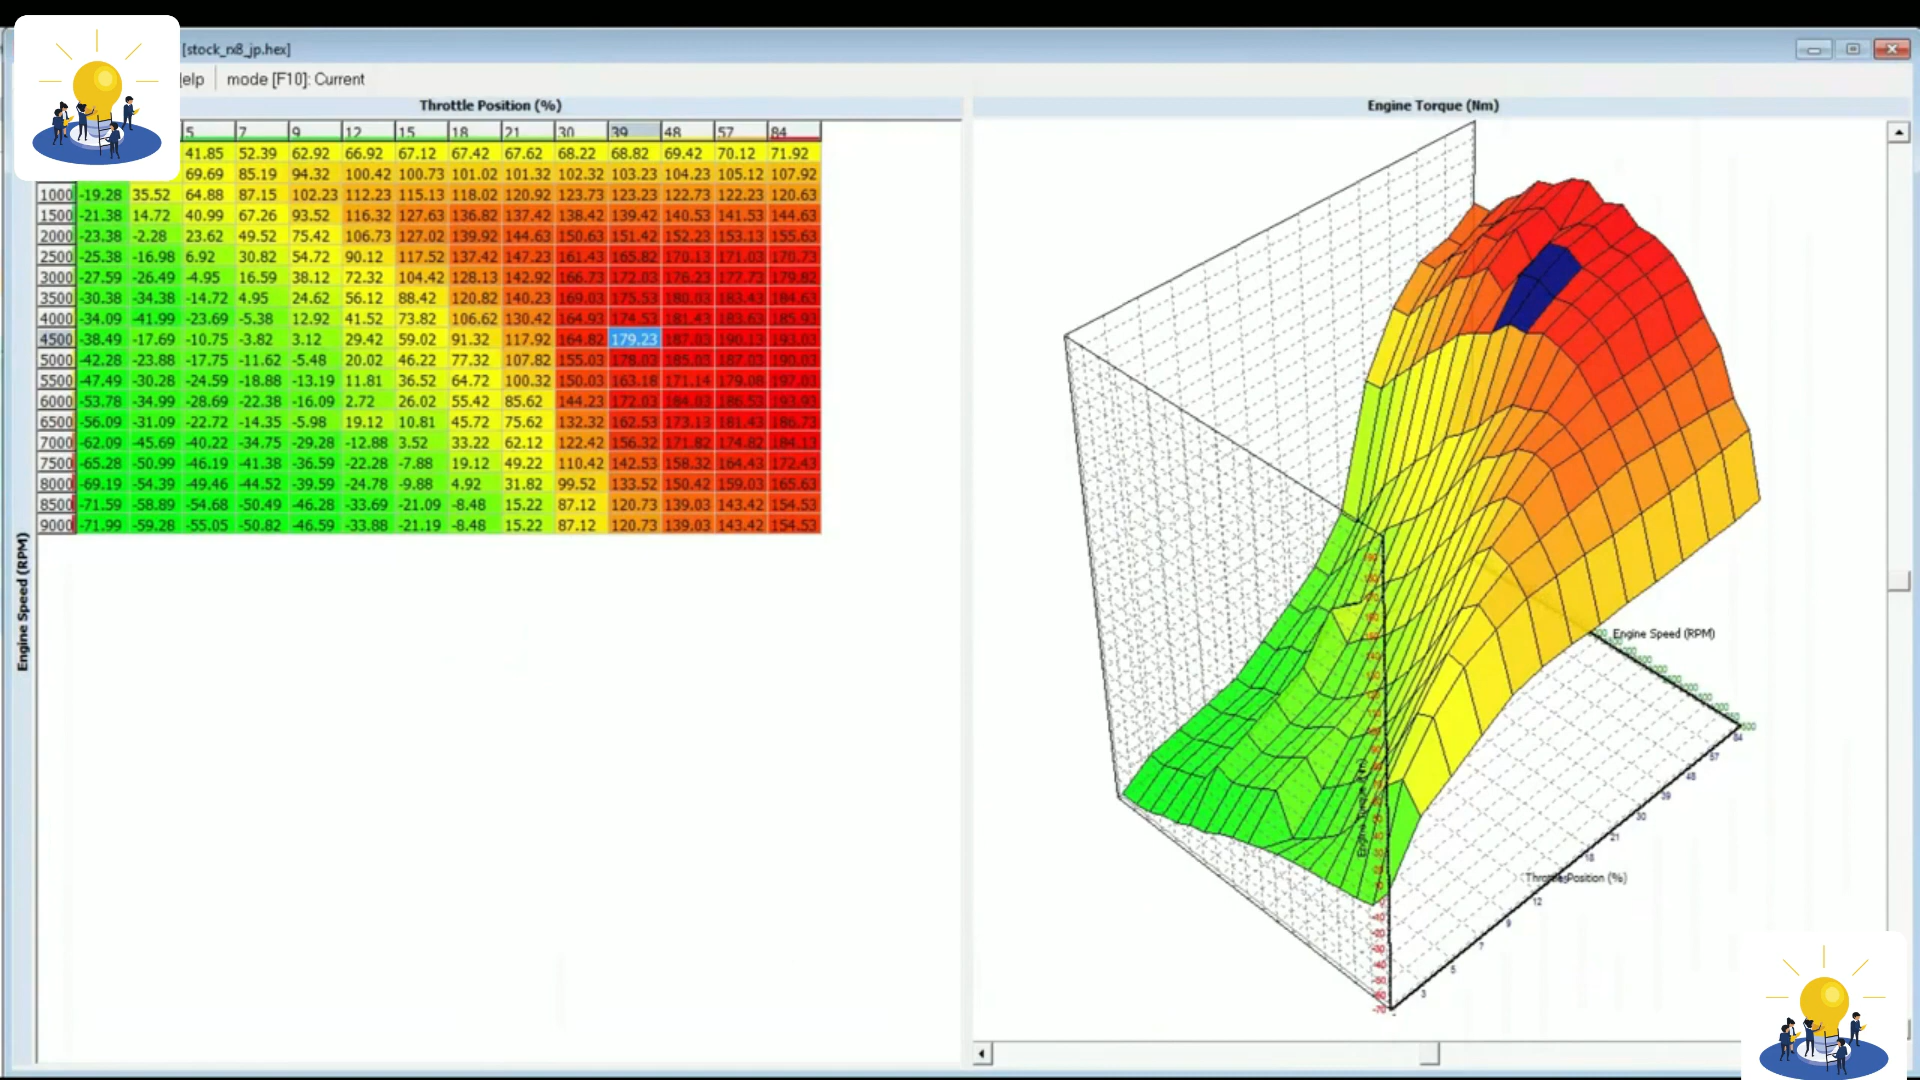 [stock_rx8_jp.hex]
elp mode [F10]: Current
Throttle Position (%)
5 7 9 12 15 18 21 30 39 48 57 84
41.85 52.39 62.92 66.92 67.12 67.42 67.62 68.22 68.82 69.42 70.12 71.92
69.69 85.19 94.32 100.42 100.73 101.02 101.32 102.32 103.23 104.23 105.12 107.92
1000 -19.28 35.52 64.88 87.15 102.23 112.23 115.13 118.02 120.92 123.73 123.23 122.73 122.23 120.63
1500 -21.38 14.72 40.99 67.26 93.52 116.32 127.63 136.82 137.42 138.42 139.42 140.53 141.53 144.63
2000 -23.38 -2.28 23.62 49.52 75.42 106.73 127.02 139.92 144.63 150.63 151.42 152.23 153.13 155.63
2500 -25.38 -16.98 6.92 30.82 54.72 90.12 117.52 137.42 147.23 161.43 165.82 170.13 171.03 170.73
3000 -27.59 -26.49 -4.95 16.59 38.12 72.32 104.42 128.13 142.92 166.73 172.03 176.23 177.73 179.82
3500 -30.38 -34.38 -14.72 4.95 24.62 56.12 88.42 120.82 140.23 169.03 175.53 180.03 183.43 184.63
4000 -34.09 -41.99 -23.69 -5.38 12.92 41.52 73.82 106.62 130.42 164.93 174.53 181.43 183.63 185.93
4500 -38.49 -17.69 -10.75 -3.82 3.12 29.42 59.02 91.32 117.92 164.82 179.23 187.03 190.13 193.03
5000 -42.28 -23.88 -17.75 -11.62 -5.48 20.02 46.22 77.32 107.82 155.03 178.03 185.03 187.03 190.03
5500 -47.49 -30.28 -24.59 -18.88 -13.19 11.81 36.52 64.72 100.32 150.03 163.18 171.14 179.08 197.03
6000 -53.78 -34.99 -28.69 -22.38 -16.09 2.72 26.02 55.42 85.62 144.23 172.03 184.03 186.53 193.93
6500 -56.09 -31.09 -22.72 -14.35 -5.98 19.12 10.81 45.72 75.62 132.32 162.53 173.13 181.43 186.73
7000 -62.09 -45.69 -40.22 -34.75 -29.28 -12.88 3.52 33.22 62.12 122.42 156.32 171.82 174.82 184.13
7500 -65.28 -50.99 -46.19 -41.38 -36.59 -22.28 -7.88 19.12 49.22 110.42 142.53 158.32 164.43 172.43
8000 -69.19 -54.39 -49.46 -44.52 -39.59 -24.78 -9.88 4.92 31.82 99.52 133.52 150.42 159.03 165.63
8500 -71.59 -58.89 -54.68 -50.49 -46.28 -33.69 -21.09 -8.48 15.22 87.12 120.73 139.03 143.42 154.53
9000 -71.99 -59.28 -55.05 -50.82 -46.59 -33.88 -21.19 -8.48 15.22 87.12 120.73 139.03 143.42 154.53
Engine Speed (RPM)
Engine Torque (Nm)
Engine Speed (RPM)
84
57
48
39
30
21
18
Throttle Position (%)
12
9
7
5
3